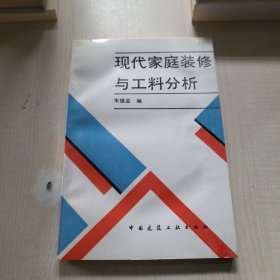 现代家庭装修
与工料分析
朱维益 编
中国建筑工业出版社